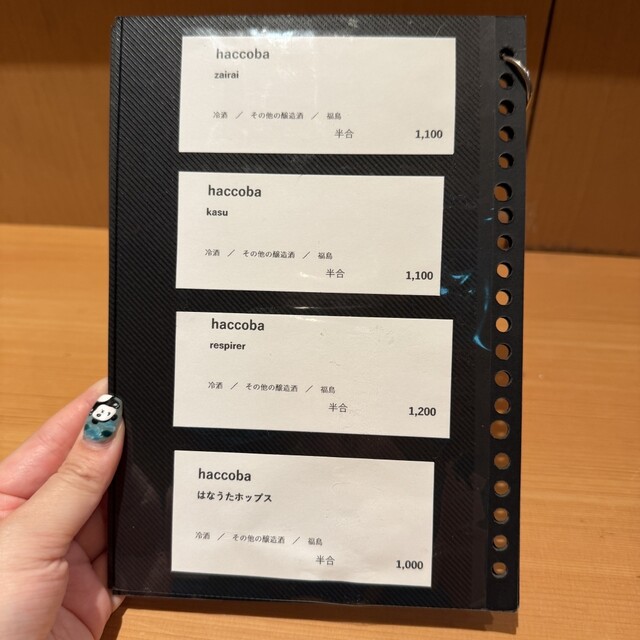 haccoba
zairai
冷酒 ／ その他の醸造酒 ／ 福島
半合 1,100
haccoba
kasu
冷酒 ／ その他の醸造酒 ／ 福島
半合 1,100
haccoba
respirer
冷酒 ／ その他の醸造酒 ／ 福島
半合 1,200
haccoba
はなうたホップス
冷酒 ／ その他の醸造酒 ／ 福島
半合 1,000